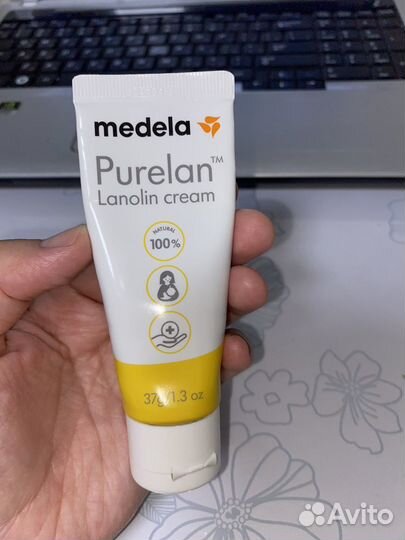 medela
Purelan™
Lanolin cream
NATURAL
100%
37g/1.3 oz
Avito